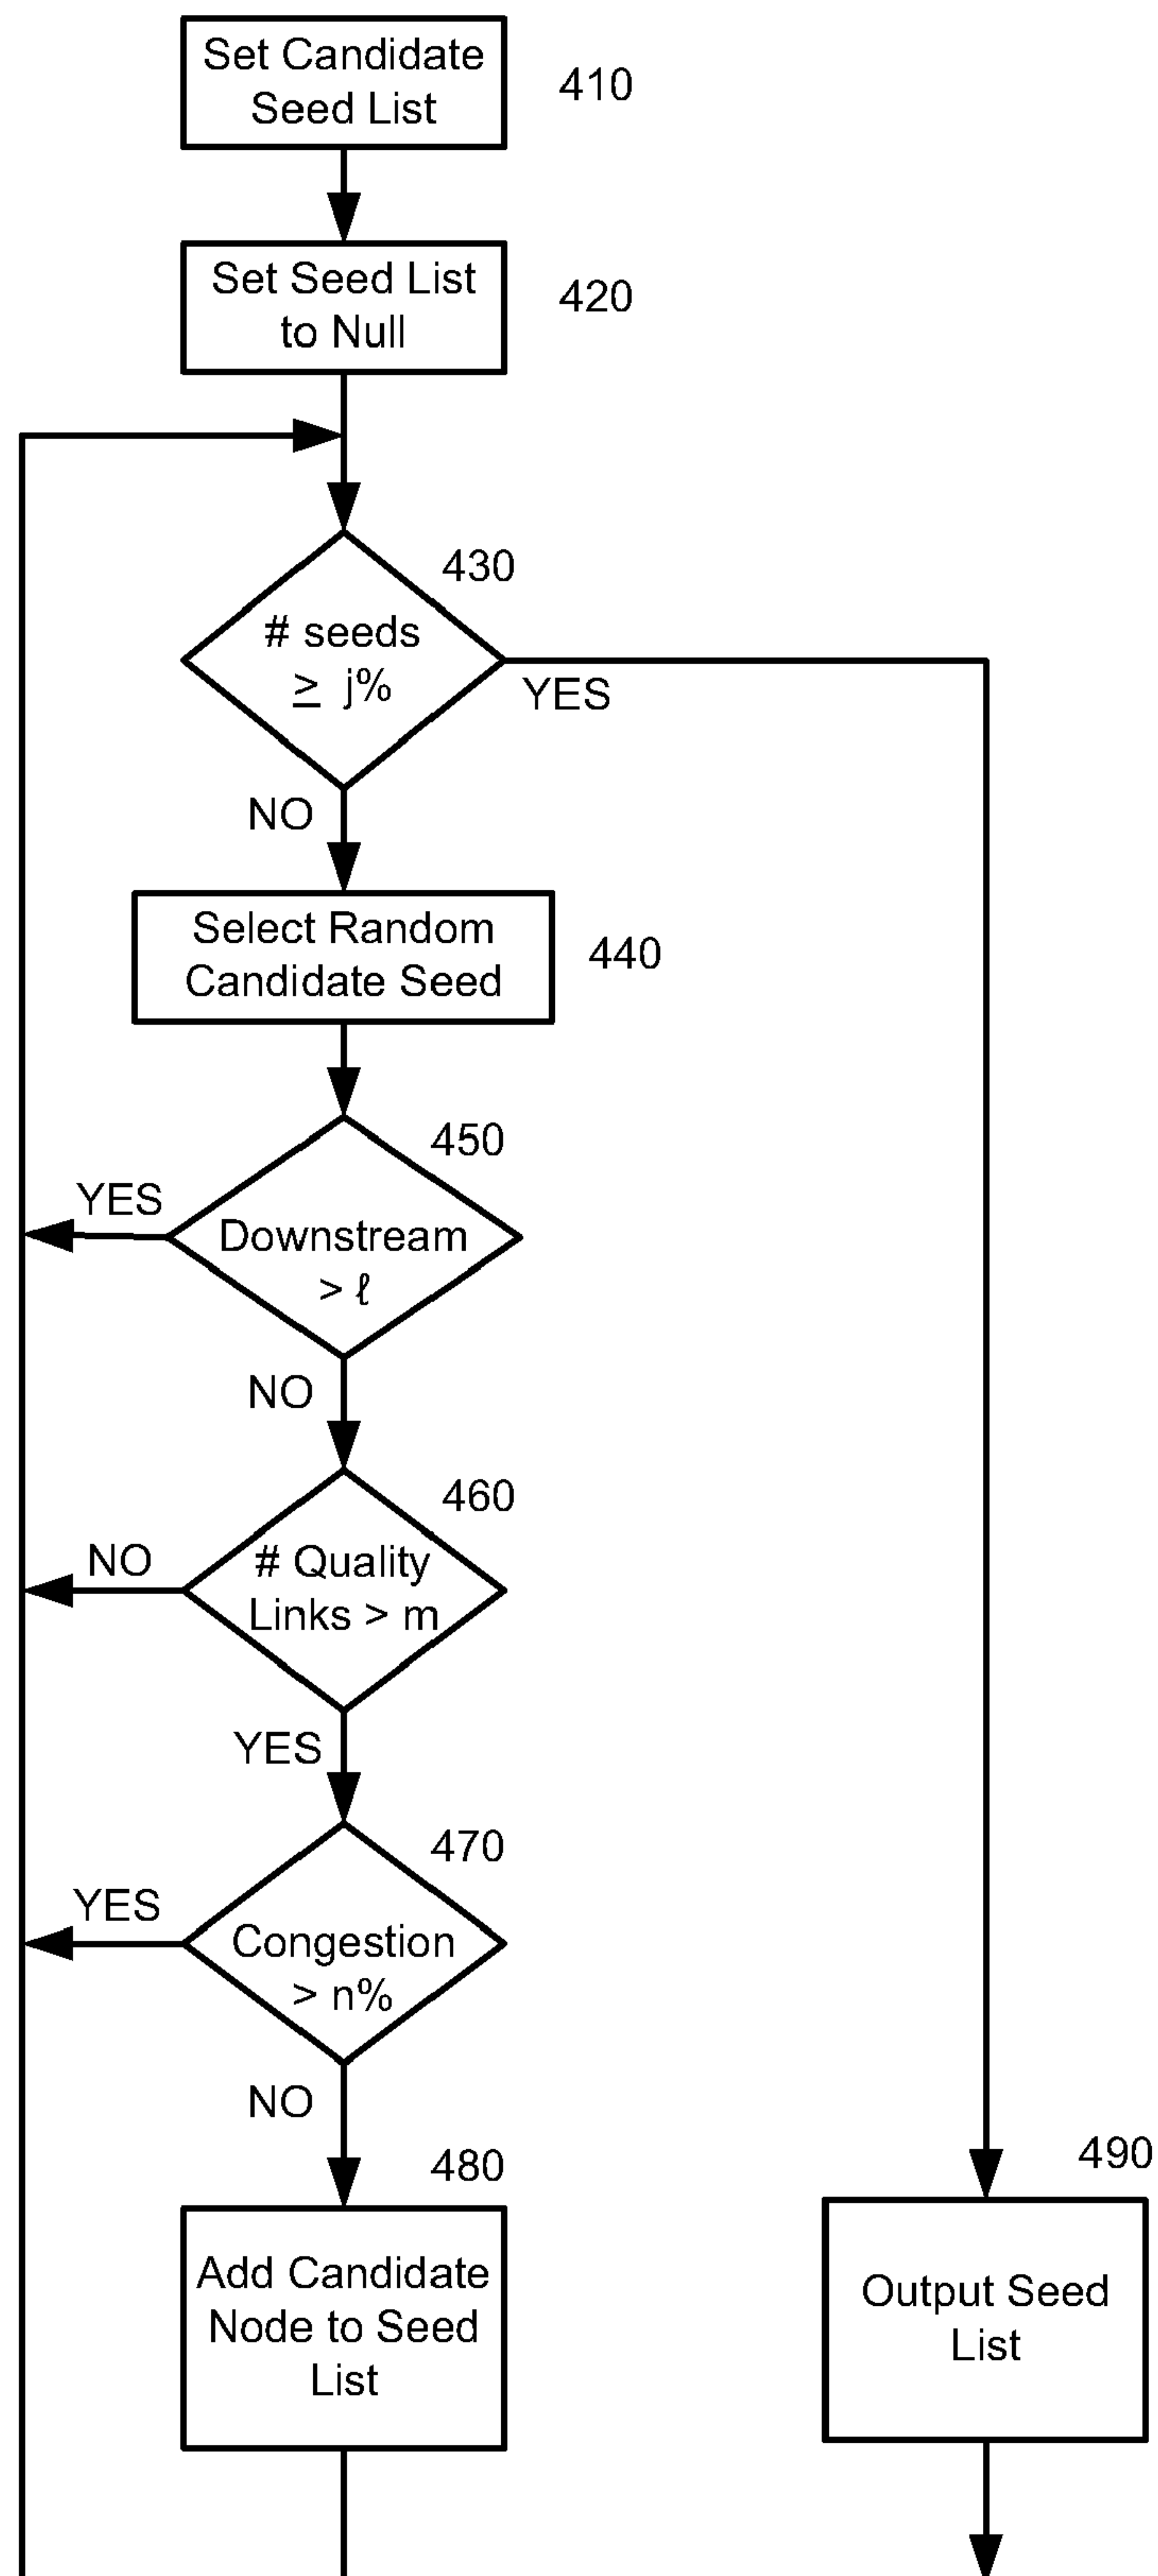 Set Candidate
Seed List
410
Set Seed List
to Null
420
430
# seeds
≥ j%
YES
NO
Select Random
Candidate Seed
440
450
YES
Downstream
> ℓ
NO
460
NO
# Quality
Links > m
YES
470
YES
Congestion
> n%
NO
480
490
Add Candidate
Node to Seed
List
Output Seed
List